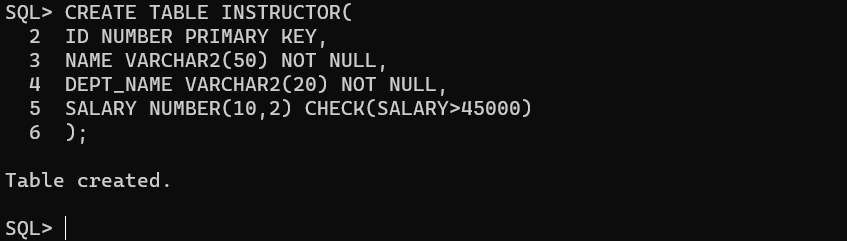 SQL> CREATE TABLE INSTRUCTOR(
  2  ID NUMBER PRIMARY KEY,
  3  NAME VARCHAR2(50) NOT NULL,
  4  DEPT_NAME VARCHAR2(20) NOT NULL,
  5  SALARY NUMBER(10,2) CHECK(SALARY>45000)
  6  );
Table created.
SQL>